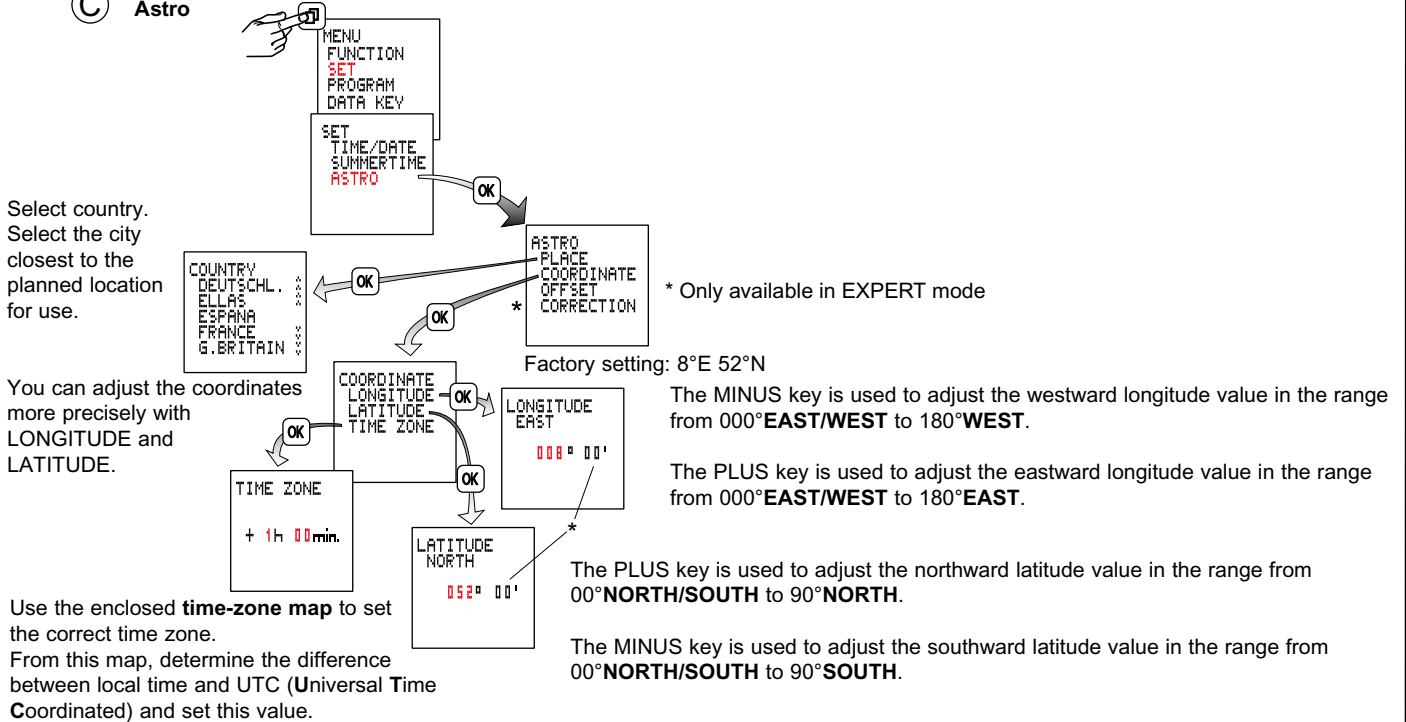 C Astro
MENU
FUNCTION
SET
PROGRAM
DATA KEY
SET
TIME/DATE
SUMMERTIME
ASTRO
OK
Select country.
Select the city
closest to the
planned location
for use.
COUNTRY
DEUTSCHL.
ELLAS
ESPANA
FRANCE
G.BRITAIN
OK
ASTRO
PLACE
COORDINATE
OFFSET
* CORRECTION
* Only available in EXPERT mode
OK
Factory setting: 8°E 52°N
You can adjust the coordinates
more precisely with
LONGITUDE and
LATITUDE.
COORDINATE
LONGITUDE
LATITUDE
TIME ZONE
OK
OK
OK
LONGITUDE
EAST
008° 00'
The MINUS key is used to adjust the westward longitude value in the range
from 000°EAST/WEST to 180°WEST.
The PLUS key is used to adjust the eastward longitude value in the range
from 000°EAST/WEST to 180°EAST.
TIME ZONE
+ 1h 00min.
*
LATITUDE
NORTH
052° 00'
The PLUS key is used to adjust the northward latitude value in the range from
00°NORTH/SOUTH to 90°NORTH.
The MINUS key is used to adjust the southward latitude value in the range from
00°NORTH/SOUTH to 90°SOUTH.
Use the enclosed time-zone map to set
the correct time zone.
From this map, determine the difference
between local time and UTC (Universal Time
Coordinated) and set this value.